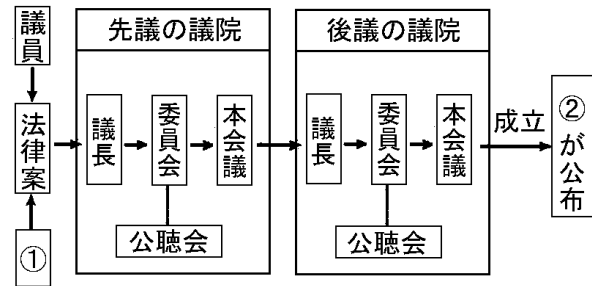 議員
法律案
①
先議の議院
議長
委員会
本会議
公聴会
後議の議院
議長
委員会
本会議
公聴会
成立
②が公布